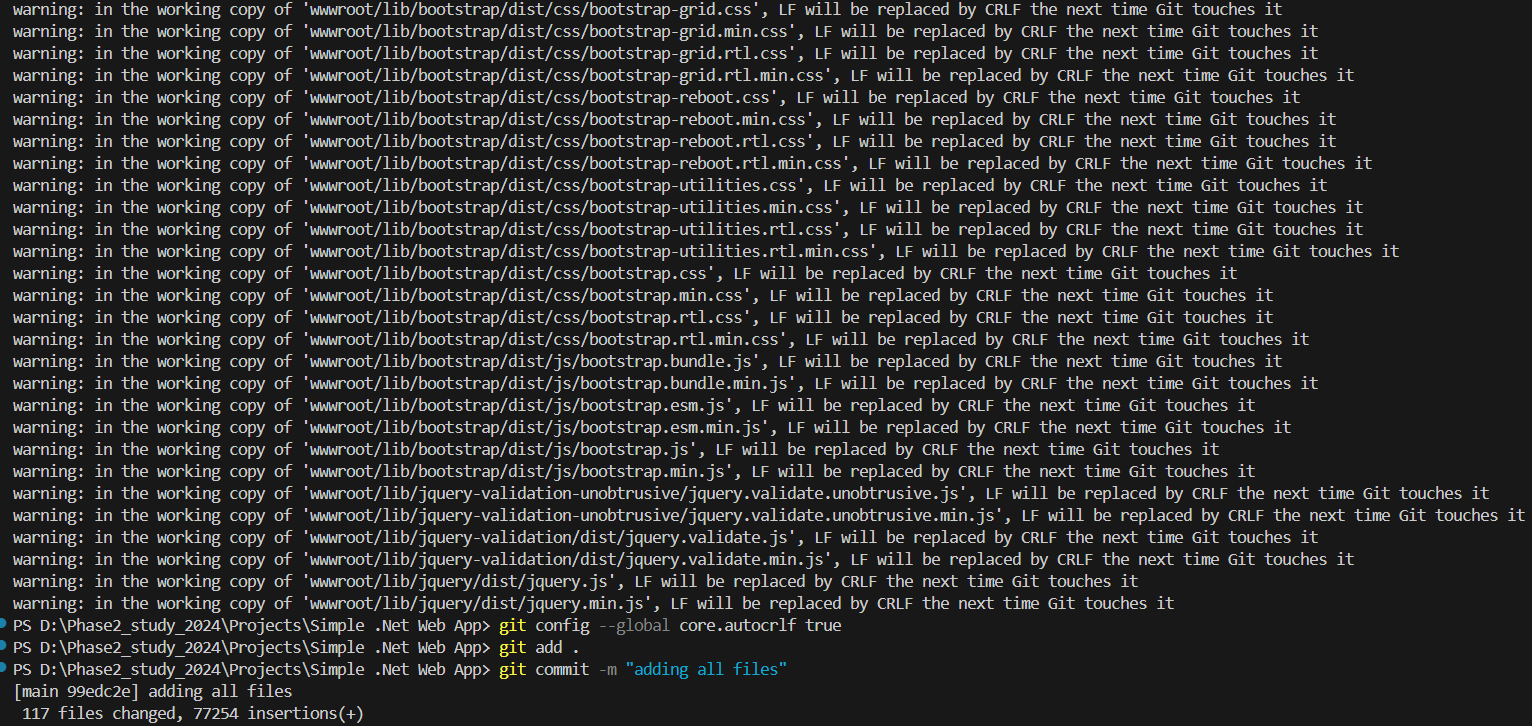 warning: in the working copy of 'wwwroot/lib/bootstrap/dist/css/bootstrap-grid.css', LF will be replaced by CRLF the next time Git touches it
warning: in the working copy of 'wwwroot/lib/bootstrap/dist/css/bootstrap-grid.min.css', LF will be replaced by CRLF the next time Git touches it
warning: in the working copy of 'wwwroot/lib/bootstrap/dist/css/bootstrap-grid.rtl.css', LF will be replaced by CRLF the next time Git touches it
warning: in the working copy of 'wwwroot/lib/bootstrap/dist/css/bootstrap-grid.rtl.min.css', LF will be replaced by CRLF the next time Git touches it
warning: in the working copy of 'wwwroot/lib/bootstrap/dist/css/bootstrap-reboot.css', LF will be replaced by CRLF the next time Git touches it
warning: in the working copy of 'wwwroot/lib/bootstrap/dist/css/bootstrap-reboot.min.css', LF will be replaced by CRLF the next time Git touches it
warning: in the working copy of 'wwwroot/lib/bootstrap/dist/css/bootstrap-reboot.rtl.css', LF will be replaced by CRLF the next time Git touches it
warning: in the working copy of 'wwwroot/lib/bootstrap/dist/css/bootstrap-reboot.rtl.min.css', LF will be replaced by CRLF the next time Git touches it
warning: in the working copy of 'wwwroot/lib/bootstrap/dist/css/bootstrap-utilities.css', LF will be replaced by CRLF the next time Git touches it
warning: in the working copy of 'wwwroot/lib/bootstrap/dist/css/bootstrap-utilities.min.css', LF will be replaced by CRLF the next time Git touches it
warning: in the working copy of 'wwwroot/lib/bootstrap/dist/css/bootstrap-utilities.rtl.css', LF will be replaced by CRLF the next time Git touches it
warning: in the working copy of 'wwwroot/lib/bootstrap/dist/css/bootstrap-utilities.rtl.min.css', LF will be replaced by CRLF the next time Git touches it
warning: in the working copy of 'wwwroot/lib/bootstrap/dist/css/bootstrap.css', LF will be replaced by CRLF the next time Git touches it
warning: in the working copy of 'wwwroot/lib/bootstrap/dist/css/bootstrap.min.css', LF will be replaced by CRLF the next time Git touches it
warning: in the working copy of 'wwwroot/lib/bootstrap/dist/css/bootstrap.rtl.css', LF will be replaced by CRLF the next time Git touches it
warning: in the working copy of 'wwwroot/lib/bootstrap/dist/css/bootstrap.rtl.min.css', LF will be replaced by CRLF the next time Git touches it
warning: in the working copy of 'wwwroot/lib/bootstrap/dist/js/bootstrap.bundle.js', LF will be replaced by CRLF the next time Git touches it
warning: in the working copy of 'wwwroot/lib/bootstrap/dist/js/bootstrap.bundle.min.js', LF will be replaced by CRLF the next time Git touches it
warning: in the working copy of 'wwwroot/lib/bootstrap/dist/js/bootstrap.esm.js', LF will be replaced by CRLF the next time Git touches it
warning: in the working copy of 'wwwroot/lib/bootstrap/dist/js/bootstrap.esm.min.js', LF will be replaced by CRLF the next time Git touches it
warning: in the working copy of 'wwwroot/lib/bootstrap/dist/js/bootstrap.js', LF will be replaced by CRLF the next time Git touches it
warning: in the working copy of 'wwwroot/lib/bootstrap/dist/js/bootstrap.min.js', LF will be replaced by CRLF the next time Git touches it
warning: in the working copy of 'wwwroot/lib/jquery-validation-unobtrusive/jquery.validate.unobtrusive.js', LF will be replaced by CRLF the next time Git touches it
warning: in the working copy of 'wwwroot/lib/jquery-validation-unobtrusive/jquery.validate.unobtrusive.min.js', LF will be replaced by CRLF the next time Git touches it
warning: in the working copy of 'wwwroot/lib/jquery-validation/dist/jquery.validate.js', LF will be replaced by CRLF the next time Git touches it
warning: in the working copy of 'wwwroot/lib/jquery-validation/dist/jquery.validate.min.js', LF will be replaced by CRLF the next time Git touches it
warning: in the working copy of 'wwwroot/lib/jquery/dist/jquery.js', LF will be replaced by CRLF the next time Git touches it
warning: in the working copy of 'wwwroot/lib/jquery/dist/jquery.min.js', LF will be replaced by CRLF the next time Git touches it
PS D:\Phase2_study_2024\Projects\Simple .Net Web App> git config --global core.autocrlf true
PS D:\Phase2_study_2024\Projects\Simple .Net Web App> git add .
PS D:\Phase2_study_2024\Projects\Simple .Net Web App> git commit -m "adding all files"
[main 99edc2e] adding all files
117 files changed, 77254 insertions(+)